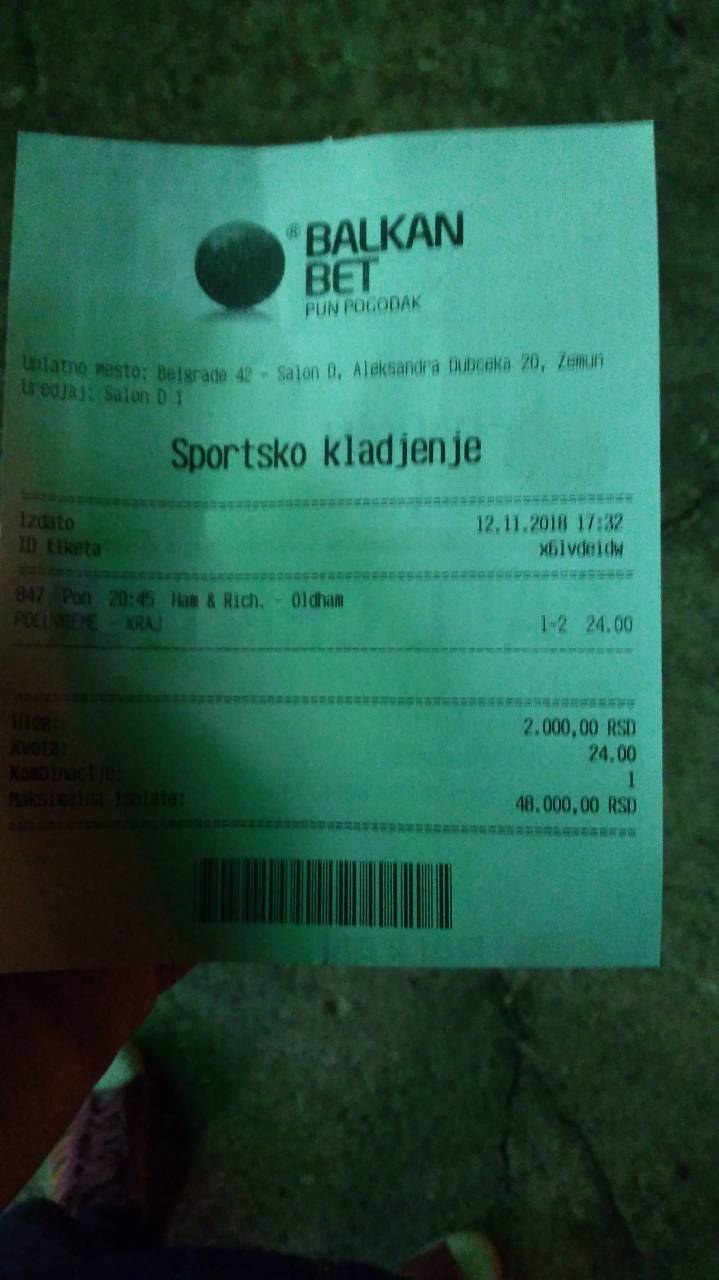 ® BALKAN
BET
PUN POGODAK
Uplatno mesto: Belgrade 42 - Salon D, Aleksandra Dubceka 20, Zemun
Uredjaj: Salon D 1
Sportsko kladjenje
Izdato 12.11.2018 17:32
ID tiketa x6lvdeidw
847 Pon 20:45 Ham & Rich. - Oldham
POLUVREME - KRAJ 1-2 24.00
Ulog: 2.000,00 RSD
Kvota: 24.00
Kombinacije: 1
Maksimalna isplata: 48.000,00 RSD